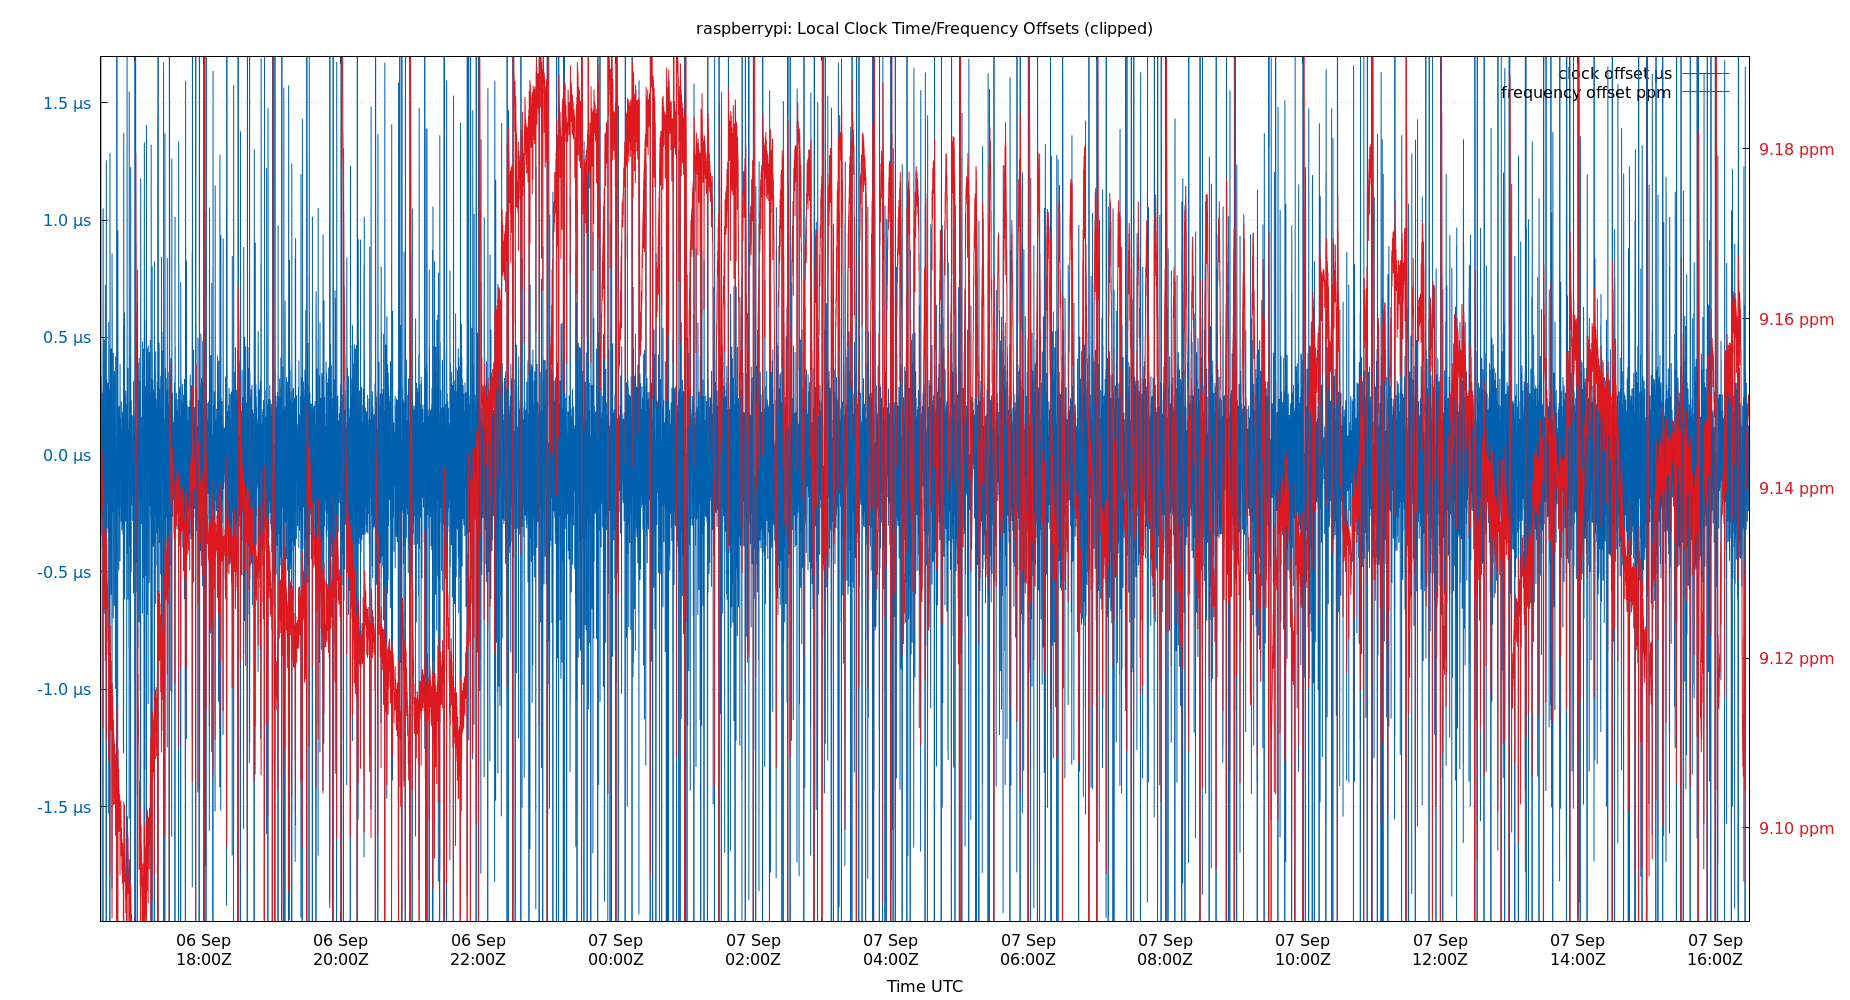 raspberrypi: Local Clock Time/Frequency Offsets (clipped)
clock offset µs
frequency offset ppm
1.5 µs
1.0 µs
0.5 µs
0.0 µs
-0.5 µs
-1.0 µs
-1.5 µs
9.18 ppm
9.16 ppm
9.14 ppm
9.12 ppm
9.10 ppm
06 Sep 06 Sep 06 Sep 07 Sep 07 Sep 07 Sep 07 Sep 07 Sep 07 Sep 07 Sep 07 Sep 07 Sep
18:00Z 20:00Z 22:00Z 00:00Z 02:00Z 04:00Z 06:00Z 08:00Z 10:00Z 12:00Z 14:00Z 16:00Z
Time UTC